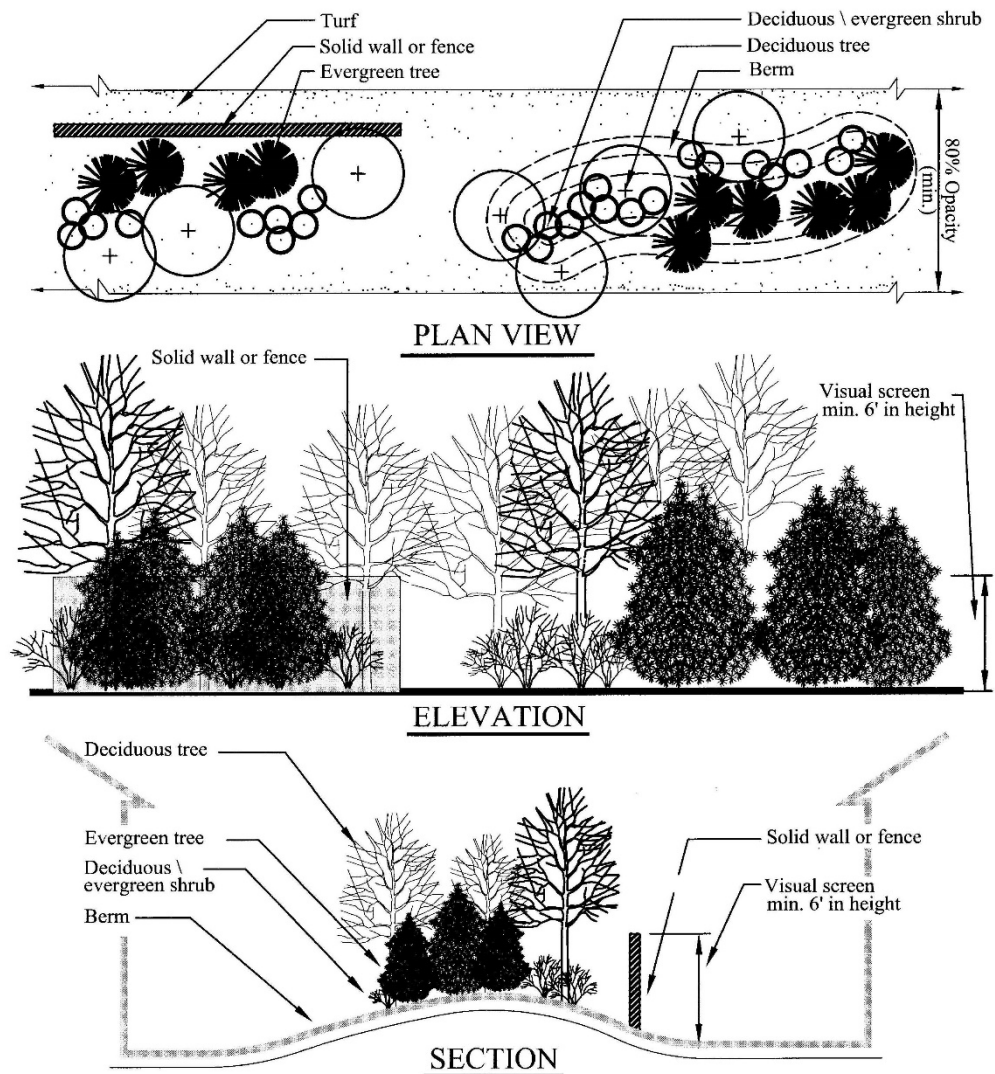 Turf
Solid wall or fence
Evergreen tree
Deciduous \ evergreen shrub
Deciduous tree
Berm
80% Opacity
(min.)
PLAN VIEW
Solid wall or fence
Visual screen
min. 6' in height
ELEVATION
Deciduous tree
Evergreen tree
Deciduous \
evergreen shrub
Berm
Solid wall or fence
Visual screen
min. 6' in height
SECTION